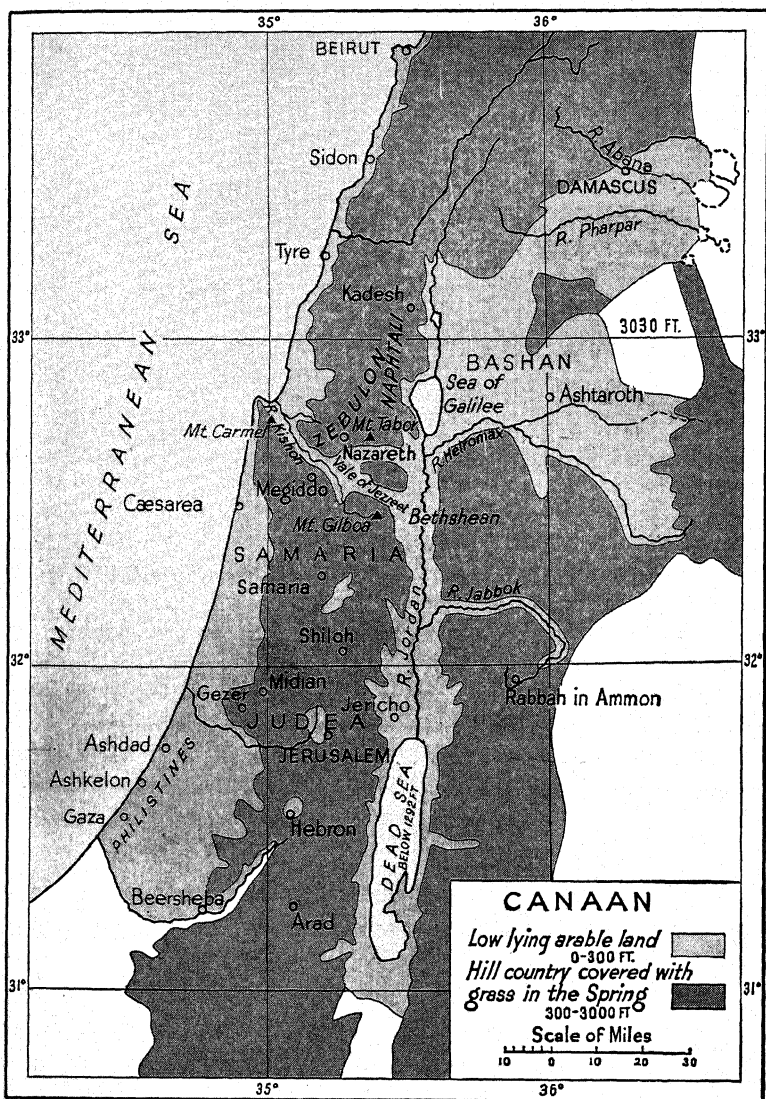 35°
36°
BEIRUT
Sidon
R. Abana
DAMASCUS
R. Pharpar
Tyre
MEDITERRANEAN SEA
Kadesh
33°
33°
3030 FT.
NAPHTALI
ZEBULON
BASHAN
Sea of
Galilee
Ashtaroth
Mt. Carmel
R. Kishon
Mt. Tabor
Nazareth
R. Heiromax
Vale of Jezreel
Megiddo
Cæsarea
Mt. Gilboa
Bethshean
SAMARIA
Samaria
R. Jabbok
R. Jordan
Shiloh
32°
32°
Midian
Rabbah in Ammon
Gezer
Jericho
JUDEA
Ashdad
JERUSALEM
Ashkelon
PHILISTINES
Gaza
Hebron
DEAD SEA
BELOW 1292 FT
Beersheba
Arad
31°
31°
CANAAN
Low lying arable land
0-300 FT.
Hill country covered with
grass in the Spring
300-3000 FT
Scale of Miles
10 0 10 20 30
35°
36°